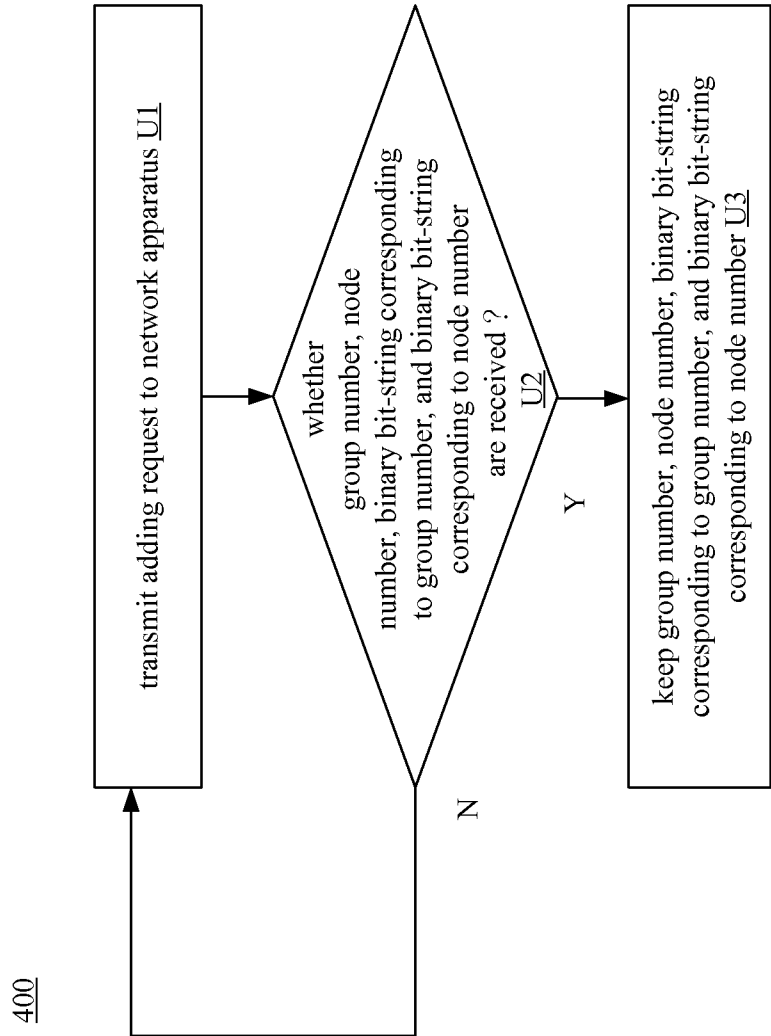 400
transmit adding request to network apparatus U1
whether
group number, node
number, binary bit-string corresponding
to group number, and binary bit-string
corresponding to node number
are received ?
U2
N
Y
keep group number, node number, binary bit-string
corresponding to group number, and binary bit-string
corresponding to node number U3